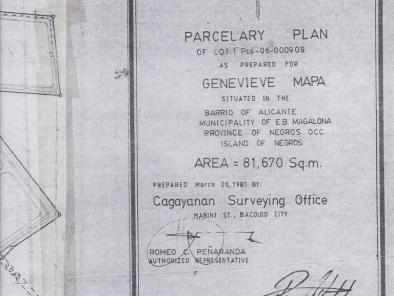 PARCELARY PLAN
OF LOT 1 Pls-06-000909
AS PREPARED FOR
GENEVIEVE MAPA
SITUATED IN THE
BARRIO OF ALICANTE
MUNICIPALITY OF E.B. MAGALONA
PROVINCE OF NEGROS OCC.
ISLAND OF NEGROS
AREA = 81,670 Sq.m.
PREPARED March 20, 1987 BY:
Cagayanan Surveying Office
MABINI ST., BACOLOD CITY
ROMEO C. PEÑARANDA
AUTHORIZED REPRESENTATIVE